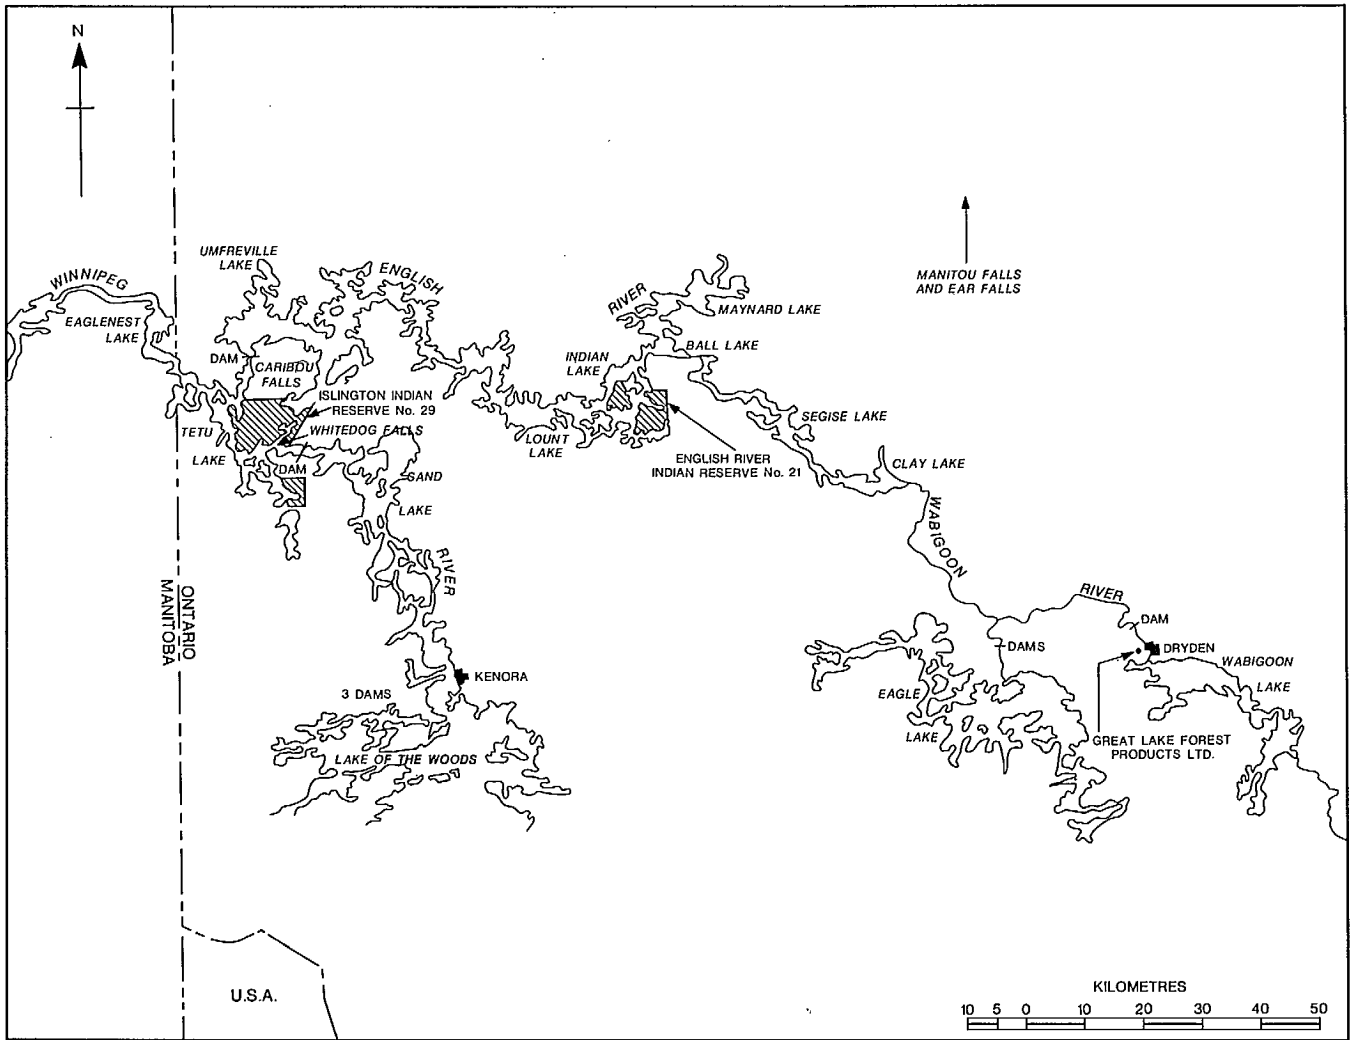 N
WINNIPEG
EAGLENEST
LAKE
UMFREVILLE
LAKE
ENGLISH
RIVER
MAYNARD LAKE
MANITOU FALLS
AND EAR FALLS
BALL LAKE
INDIAN
LAKE
DAM
CARIBOU
FALLS
ISLINGTON INDIAN
RESERVE No. 29
WHITEDOG FALLS
TETU
LAKE
DAM
SAND
LAKE
LOUNT
LAKE
ENGLISH RIVER
INDIAN RESERVE No. 21
SEGISE LAKE
CLAY LAKE
WABIGOON
RIVER
RIVER
DAM
DRYDEN
DAMS
WABIGOON
LAKE
EAGLE
LAKE
GREAT LAKE FOREST
PRODUCTS LTD.
KENORA
3 DAMS
LAKE OF THE WOODS
ONTARIO
MANITOBA
U.S.A.
KILOMETRES
10 5 0 10 20 30 40 50